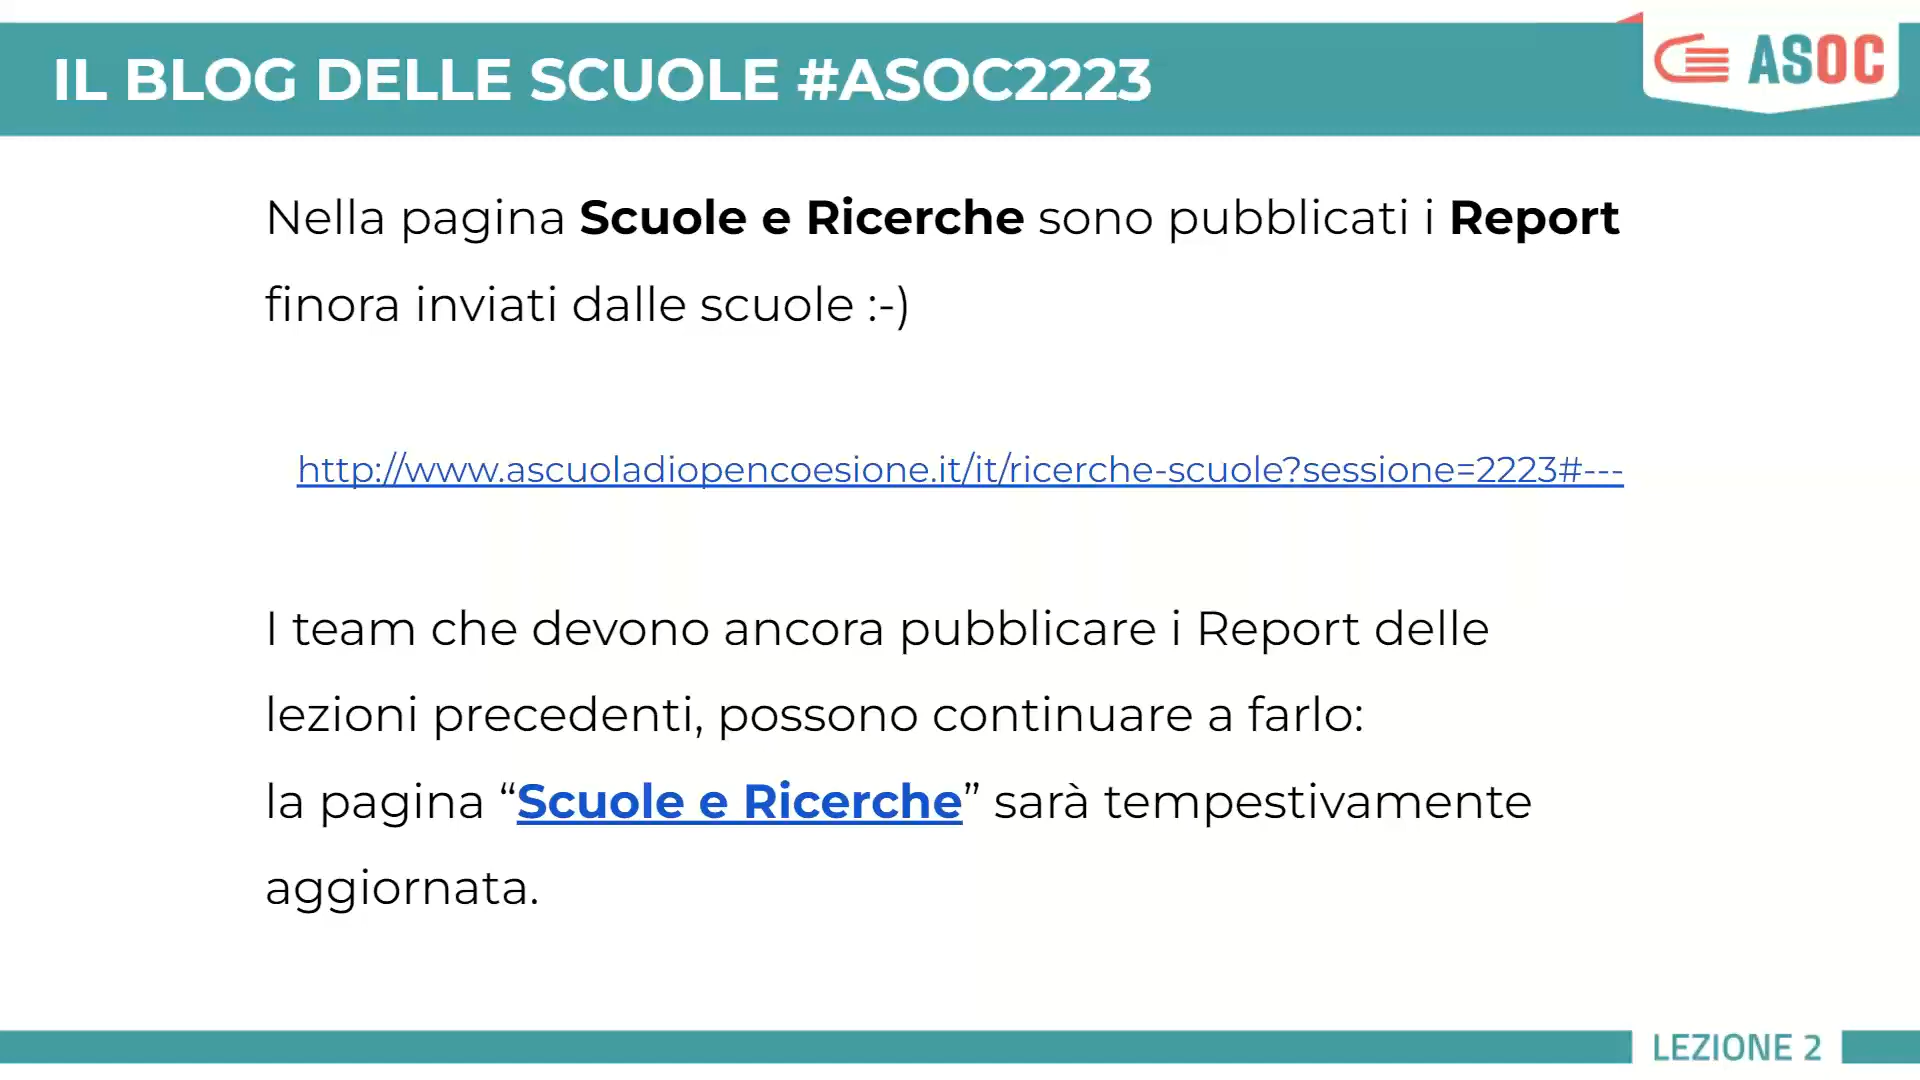 IL BLOG DELLE SCUOLE #ASOC2223
ASOC
Nella pagina Scuole e Ricerche sono pubblicati i Report
finora inviati dalle scuole :-)
http://www.ascuoladiopencoesione.it/it/ricerche-scuole?sessione=2223#---
I team che devono ancora pubblicare i Report delle
lezioni precedenti, possono continuare a farlo:
la pagina “Scuole e Ricerche” sarà tempestivamente
aggiornata.
LEZIONE 2